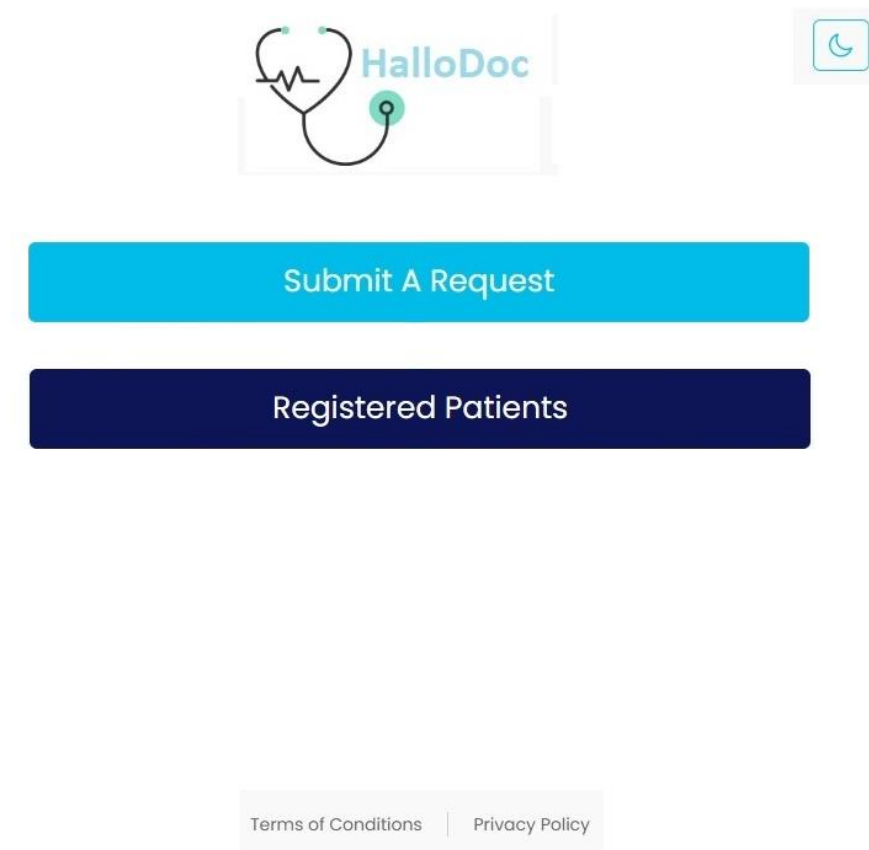 HalloDoc
Submit A Request
Registered Patients
Terms of Conditions
Privacy Policy